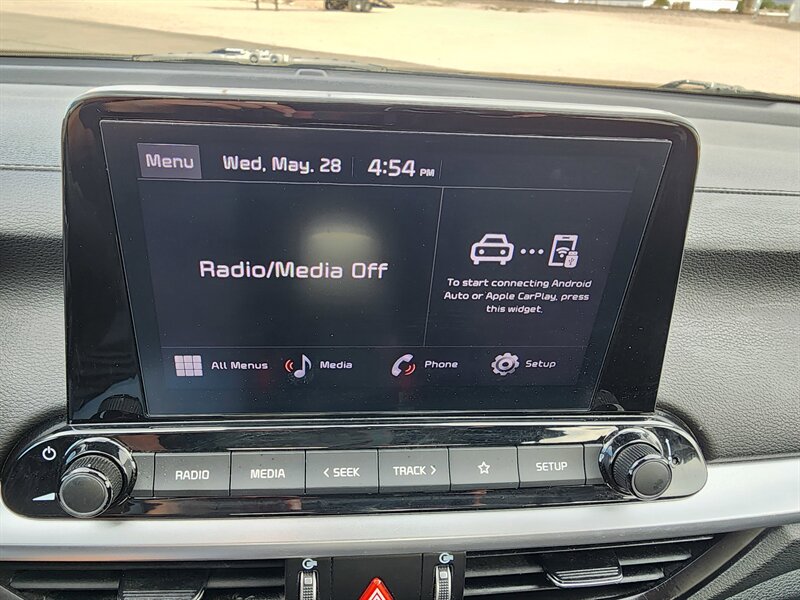 Menu Wed, May. 28 4:54 PM
Radio/Media Off
To start connecting Android
Auto or Apple CarPlay, press
this widget.
All Menus Media Phone Setup
RADIO MEDIA < SEEK TRACK > SETUP